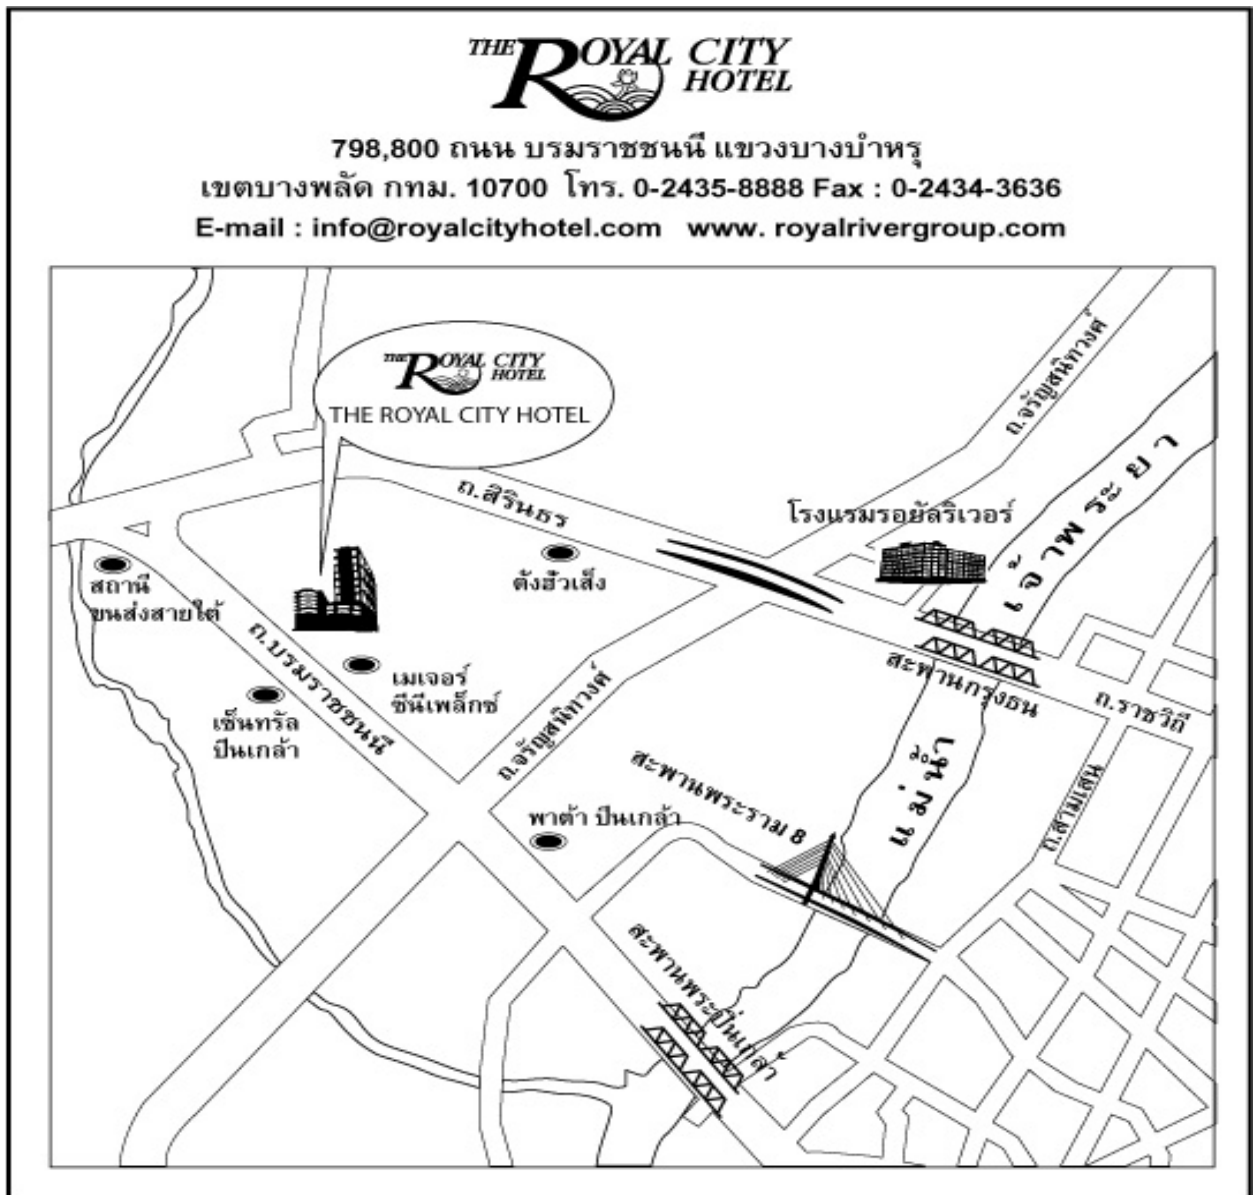 THE ROYAL CITY
HOTEL
798,800 ถนน บรมราชชนนี แขวงบางบำหรุ
เขตบางพลัด กทม. 10700 โทร. 0-2435-8888 Fax : 0-2434-3636
E-mail : info@royalcityhotel.com www. royalrivergroup.com
THE ROYAL CITY
HOTEL
THE ROYAL CITY HOTEL
ถ.จรัญสนิทวงศ์
ถ.สิรินธร
โรงแรมรอยัลริเวอร์
เจ้าพระยา
สถานี
ขนส่งสายใต้
ตั้งฮั่วเส็ง
ถ.บรมราชชนนี
เมเจอร์
ซีนีเพล็กซ์
สะพานกรุงธน
ถ.ราชวิถี
เซ็นทรัล
ปิ่นเกล้า
ถ.จรัญสนิทวงศ์
แม่น้ำ
สะพานพระราม 8
ถ.สามเสน
พาต้า ปิ่นเกล้า
สะพานพระปิ่นเกล้า